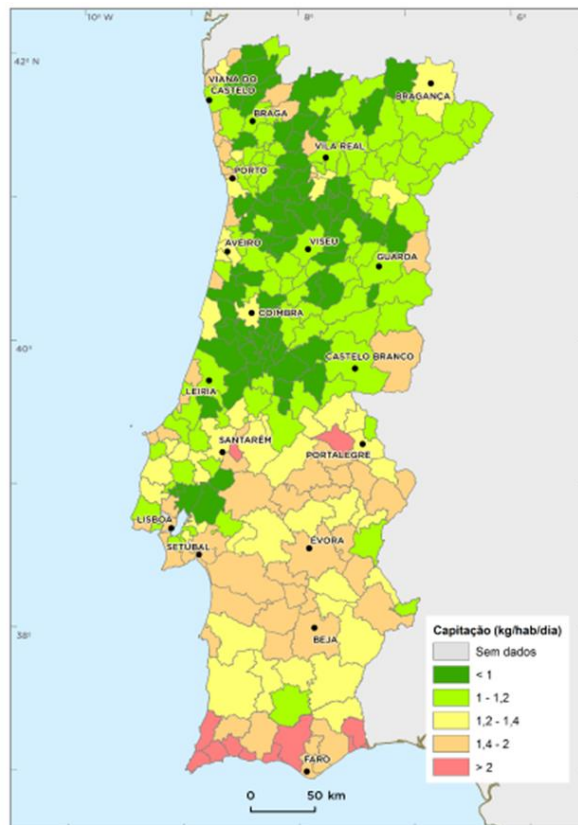 10° W
8°
6°
42° N
VIANA DO
CASTELO
BRAGANÇA
BRAGA
VILA REAL
PORTO
AVEIRO
VISEU
GUARDA
COIMBRA
40°
CASTELO BRANCO
LEIRIA
SANTARÉM
PORTALEGRE
LISBOA
SETÚBAL
ÉVORA
38°
BEJA
FARO
0
50 km
Capitação (kg/hab/dia)
Sem dados
< 1
1 - 1,2
1,2 - 1,4
1,4 - 2
> 2